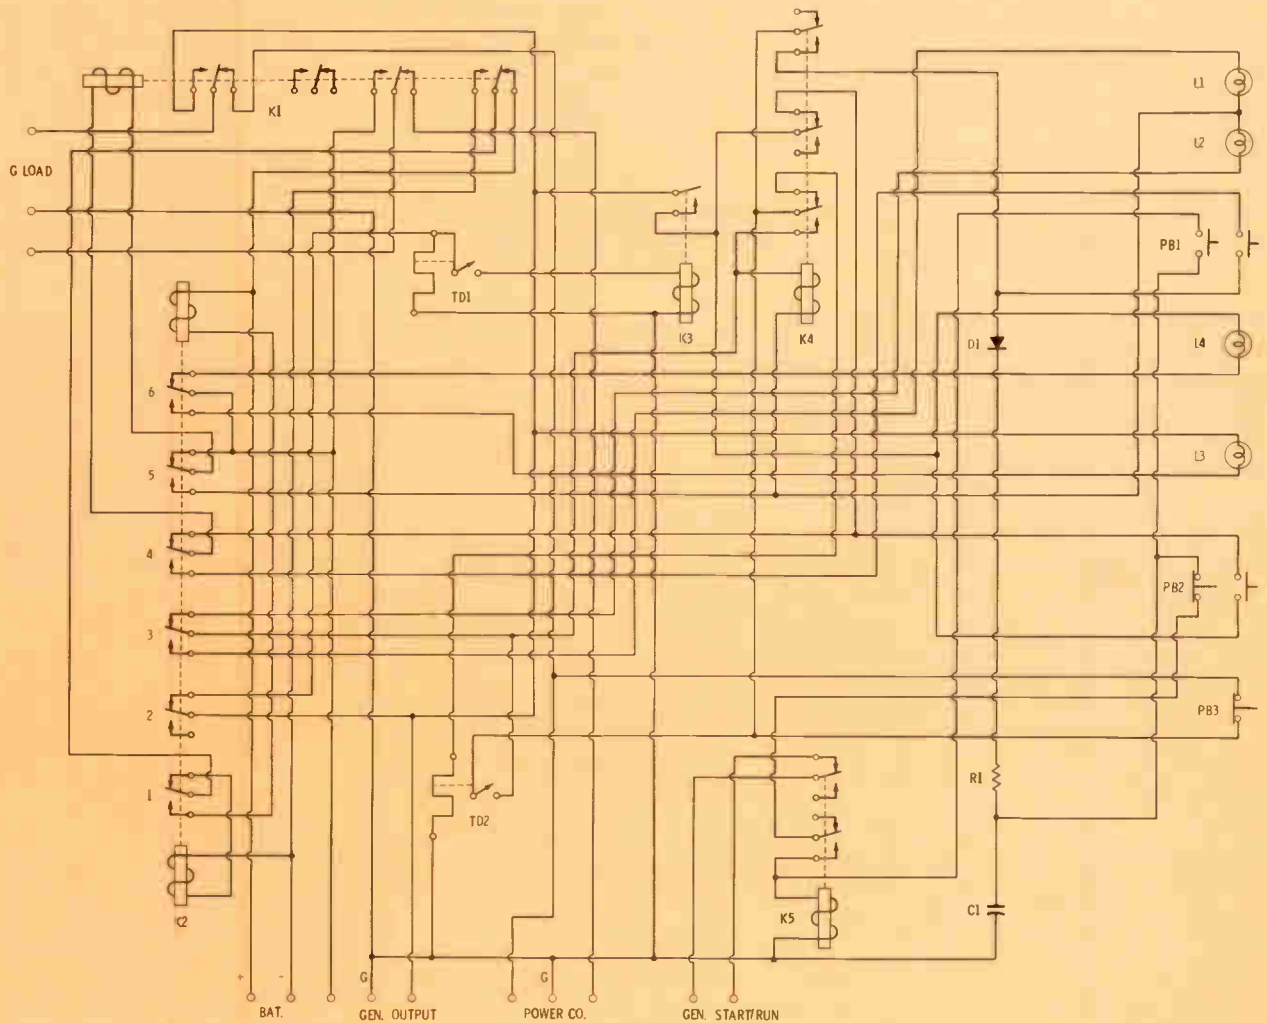 K1
L1
L2
G LOAD
PB1
TD1
K3
K4
D1
L4
6
5
L3
4
PB2
3
2
PB3
1
TD2
R1
K2
K5
C1
+
-
G
G
BAT.
GEN. OUTPUT
POWER CO.
GEN. START/RUN